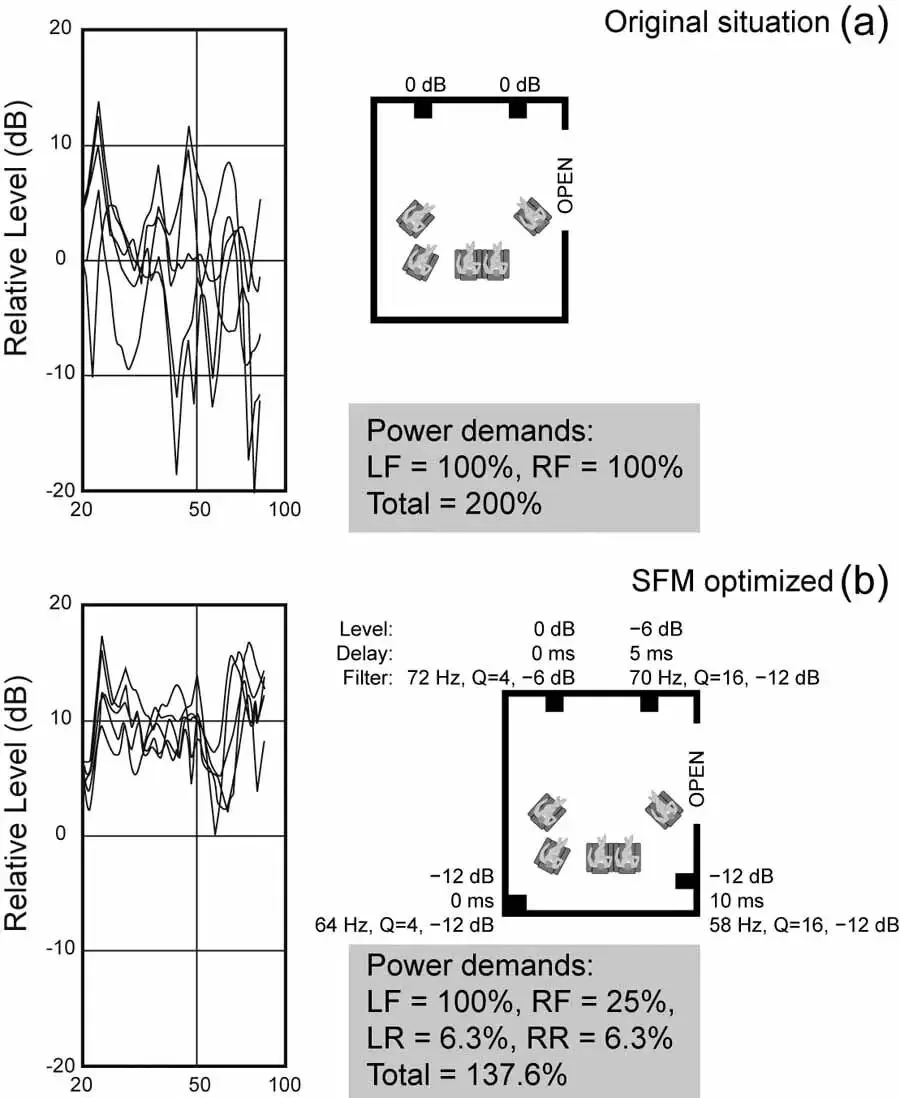 Original situation (a)
20
10
0
-10
-20
20
50
100
Relative Level (dB)
0 dB
0 dB
OPEN
Power demands:
LF = 100%, RF = 100%
Total = 200%
SFM optimized (b)
20
10
0
-10
-20
20
50
100
Relative Level (dB)
Level: 0 dB −6 dB
Delay: 0 ms 5 ms
Filter: 72 Hz, Q=4, −6 dB 70 Hz, Q=16, −12 dB
OPEN
−12 dB
0 ms
64 Hz, Q=4, −12 dB
−12 dB
10 ms
58 Hz, Q=16, −12 dB
Power demands:
LF = 100%, RF = 25%,
LR = 6.3%, RR = 6.3%
Total = 137.6%